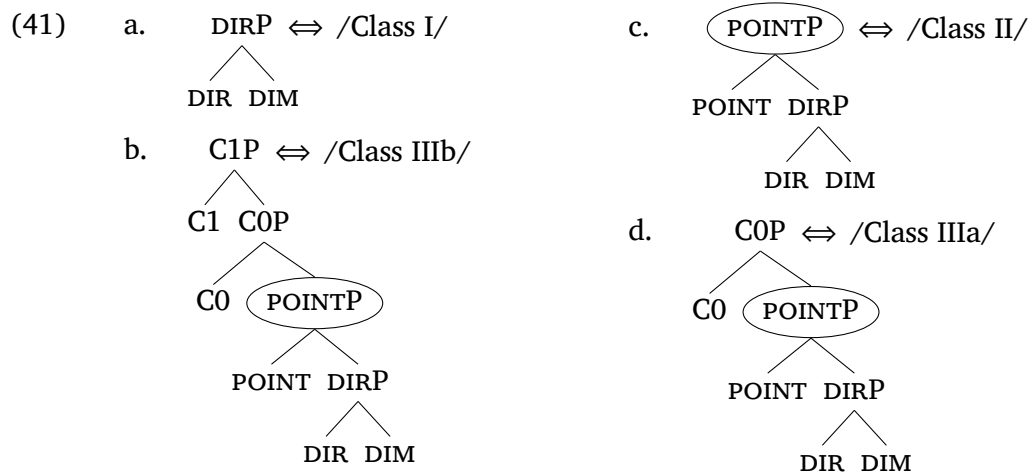 (41) a. DIRP ⇔ /Class I/
DIR DIM
b. C1P ⇔ /Class IIIb/
C1 C0P
C0 POINTP
POINT DIRP
DIR DIM
c. POINTP ⇔ /Class II/
POINT DIRP
DIR DIM
d. C0P ⇔ /Class IIIa/
C0 POINTP
POINT DIRP
DIR DIM